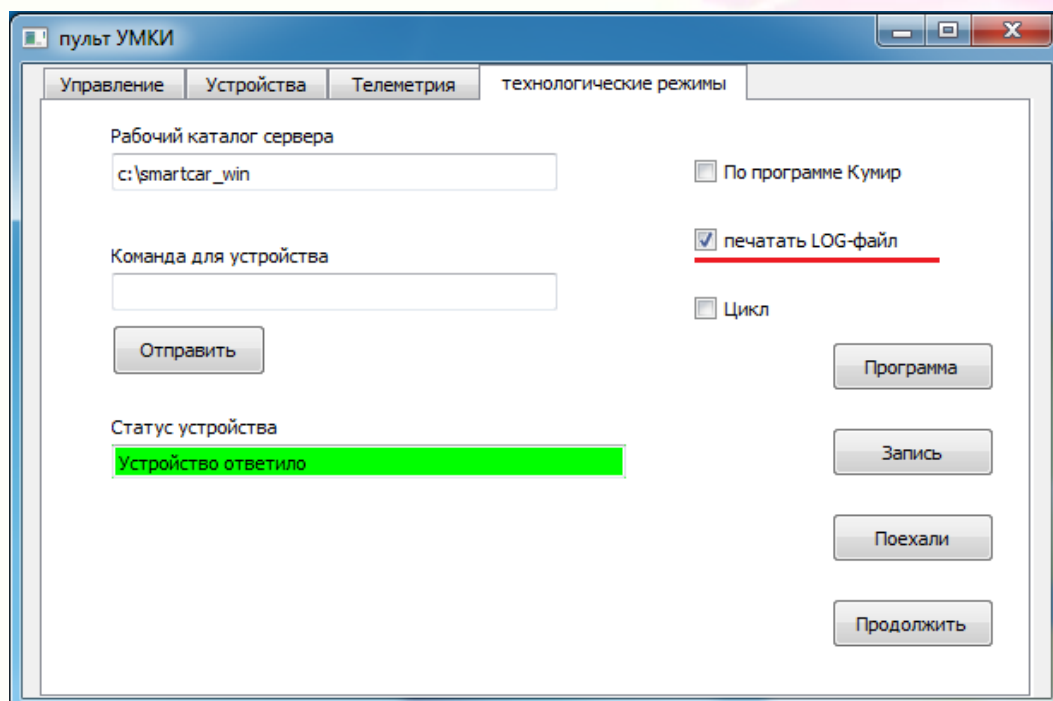 пульт УМКИ
Управление
Устройства
Телеметрия
технологические режимы
Рабочий каталог сервера
c:\smartcar_win
По программе Кумир
печатать LOG-файл
Команда для устройства
Цикл
Отправить
Программа
Статус устройства
Устройство ответило
Запись
Поехали
Продолжить